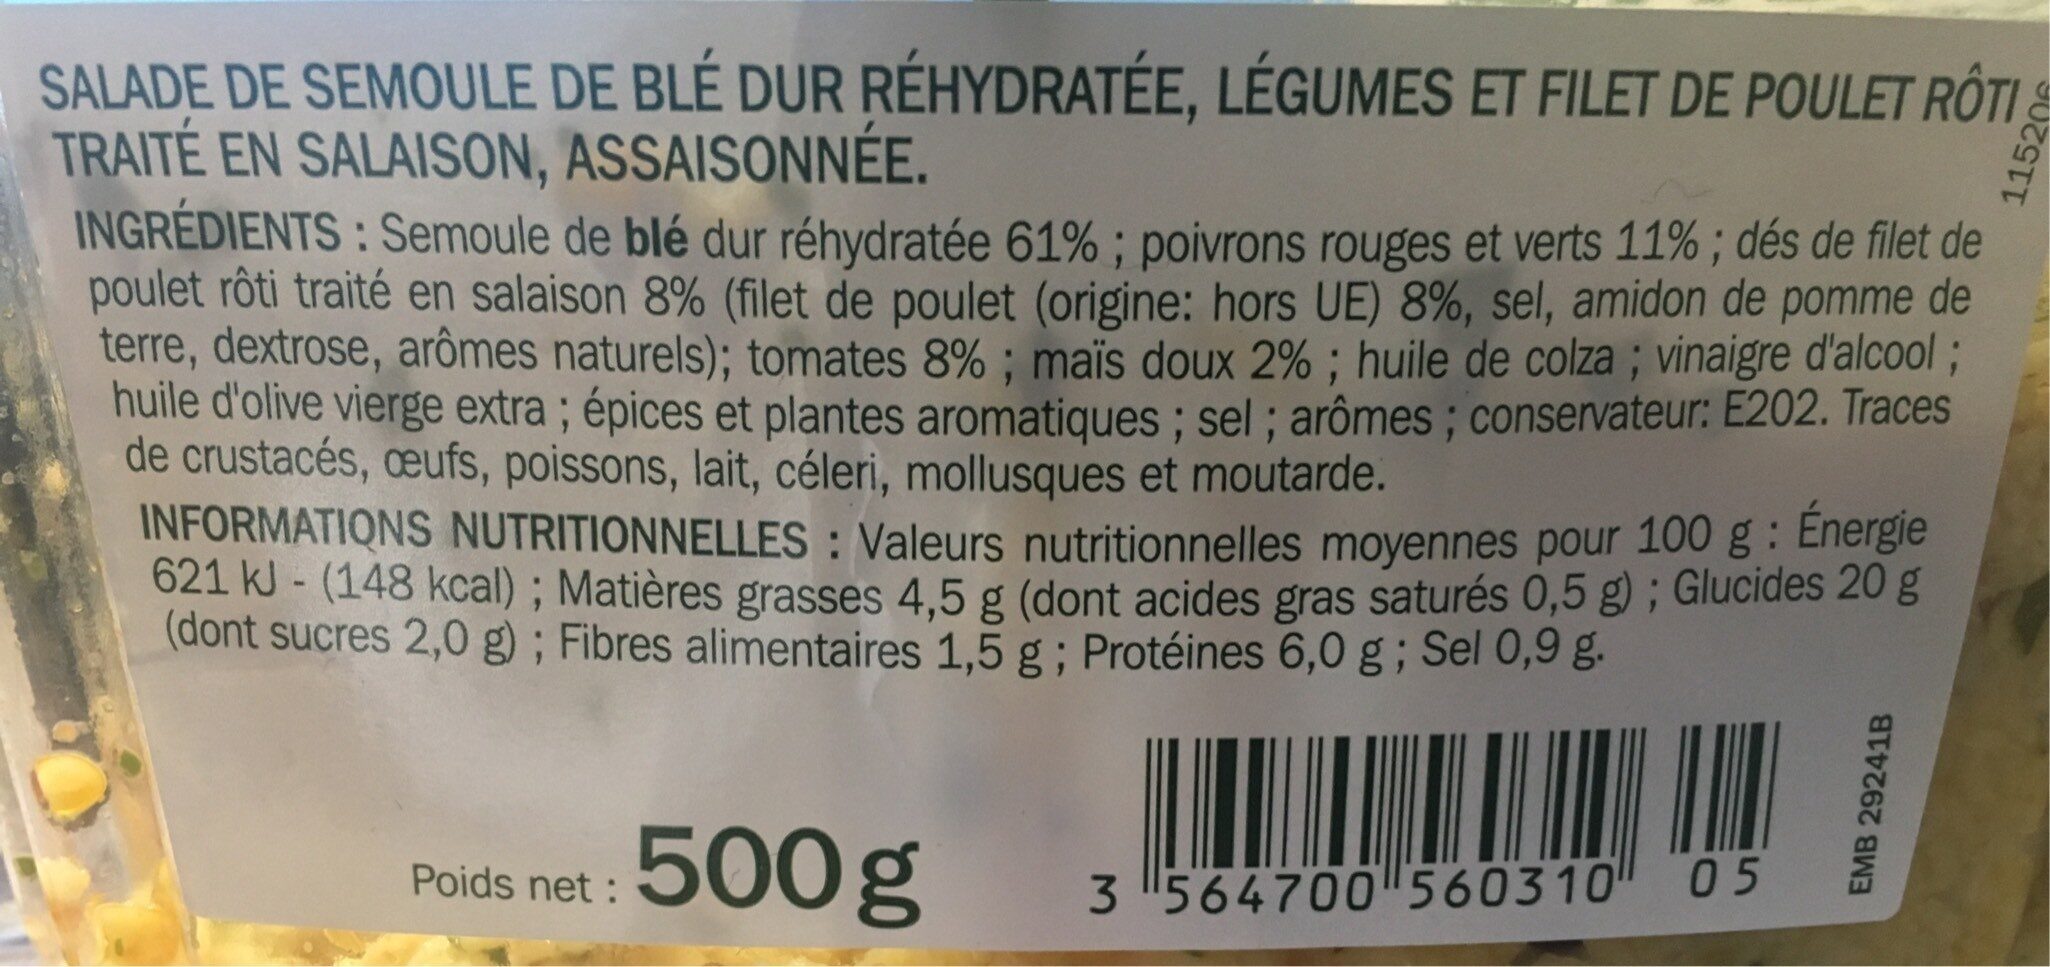 SALADE DE SEMOULE DE BLÉ DUR RÉHYDRATÉE, LÉGUMES ET FILET DE POULET RÔTI
TRAITÉ EN SALAISON, ASSAISONNÉE.
INGRÉDIENTS : Semoule de blé dur réhydratée 61% ; poivrons rouges et verts 11% ; dés de filet de
poulet rôti traité en salaison 8% (filet de poulet (origine: hors UE) 8%, sel, amidon de pomme de
terre, dextrose, arômes naturels); tomates 8% ; maïs doux 2% ; huile de colza ; vinaigre d'alcool ;
huile d'olive vierge extra ; épices et plantes aromatiques ; sel ; arômes ; conservateur: E202. Traces
de crustacés, œufs, poissons, lait, céleri, mollusques et moutarde.
INFORMATIONS NUTRITIONNELLES : Valeurs nutritionnelles moyennes pour 100 g : Énergie
621 kJ - (148 kcal) ; Matières grasses 4,5 g (dont acides gras saturés 0,5 g) ; Glucides 20 g
(dont sucres 2,0 g) ; Fibres alimentaires 1,5 g ; Protéines 6,0 g ; Sel 0,9 g.
Poids net : 500 g
3 564700 560310 05
EMB 29241B